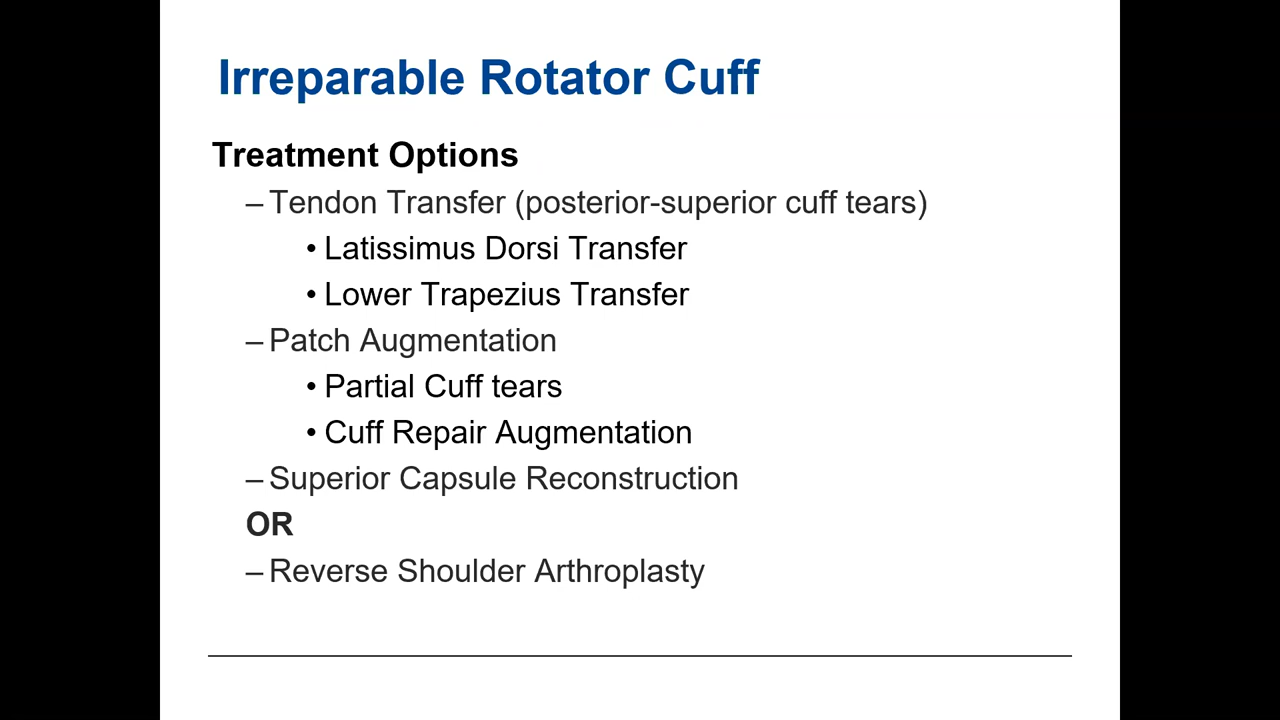 Irreparable Rotator Cuff
Treatment Options
– Tendon Transfer (posterior-superior cuff tears)
• Latissimus Dorsi Transfer
• Lower Trapezius Transfer
– Patch Augmentation
• Partial Cuff tears
• Cuff Repair Augmentation
– Superior Capsule Reconstruction
OR
– Reverse Shoulder Arthroplasty